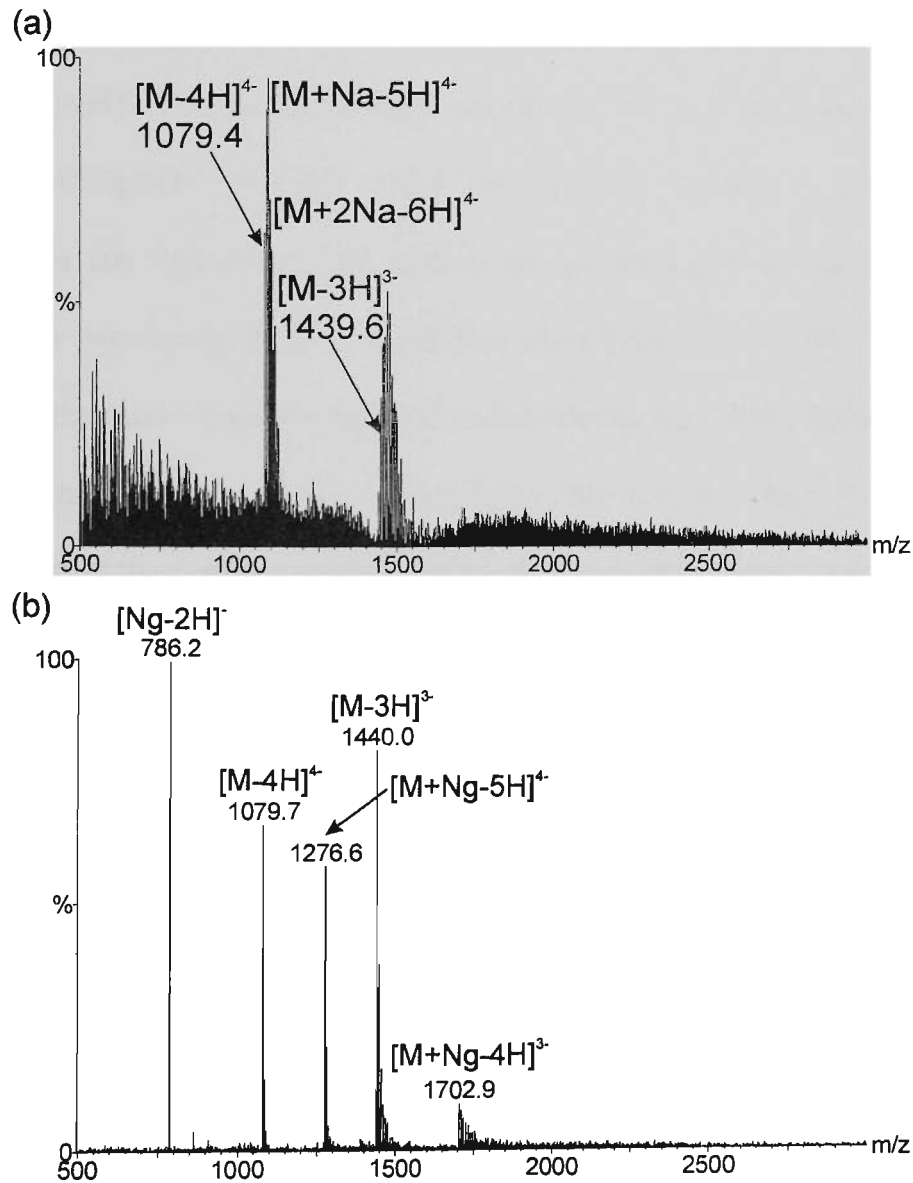 (a)
100
[M-4H]⁴⁻ [M+Na-5H]⁴⁻
1079.4
[M+2Na-6H]⁴⁻
[M-3H]³⁻
%
1439.6
0
500 1000 1500 2000 2500 m/z
(b)
[Ng-2H]⁻
786.2
100
[M-3H]³⁻
1440.0
[M-4H]⁴⁻ [M+Ng-5H]⁴⁻
1079.7
1276.6
%
[M+Ng-4H]³⁻
1702.9
0
500 1000 1500 2000 2500 m/z